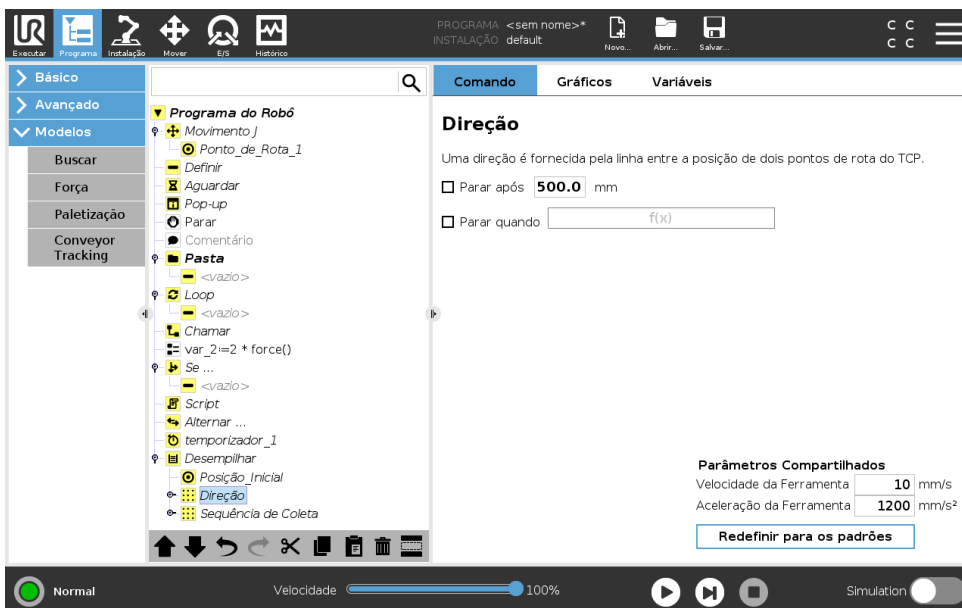 Executar
Programa
Instalação
Mover
E/S
Histórico
PROGRAMA <sem nome>*
INSTALAÇÃO default
Novo...
Abrir...
Salvar...
C C
C C
Básico
Avançado
Modelos
Buscar
Força
Paletização
Conveyor
Tracking
Programa do Robô
Movimento J
Ponto_de_Rota_1
Definir
Aguardar
Pop-up
Parar
Comentário
Pasta
<vazio>
Loop
<vazio>
Chamar
var_2:=2 * force()
Se ...
<vazio>
Script
Alternar ...
temporizador_1
Desempilhar
Posição_Inicial
Direção
Sequência de Coleta
Comando Gráficos Variáveis
Direção
Uma direção é fornecida pela linha entre a posição de dois pontos de rota do TCP.
Parar após 500.0 mm
Parar quando f(x)
Parâmetros Compartilhados
Velocidade da Ferramenta 10 mm/s
Aceleração da Ferramenta 1200 mm/s²
Redefinir para os padrões
Normal
Velocidade 100%
Simulation